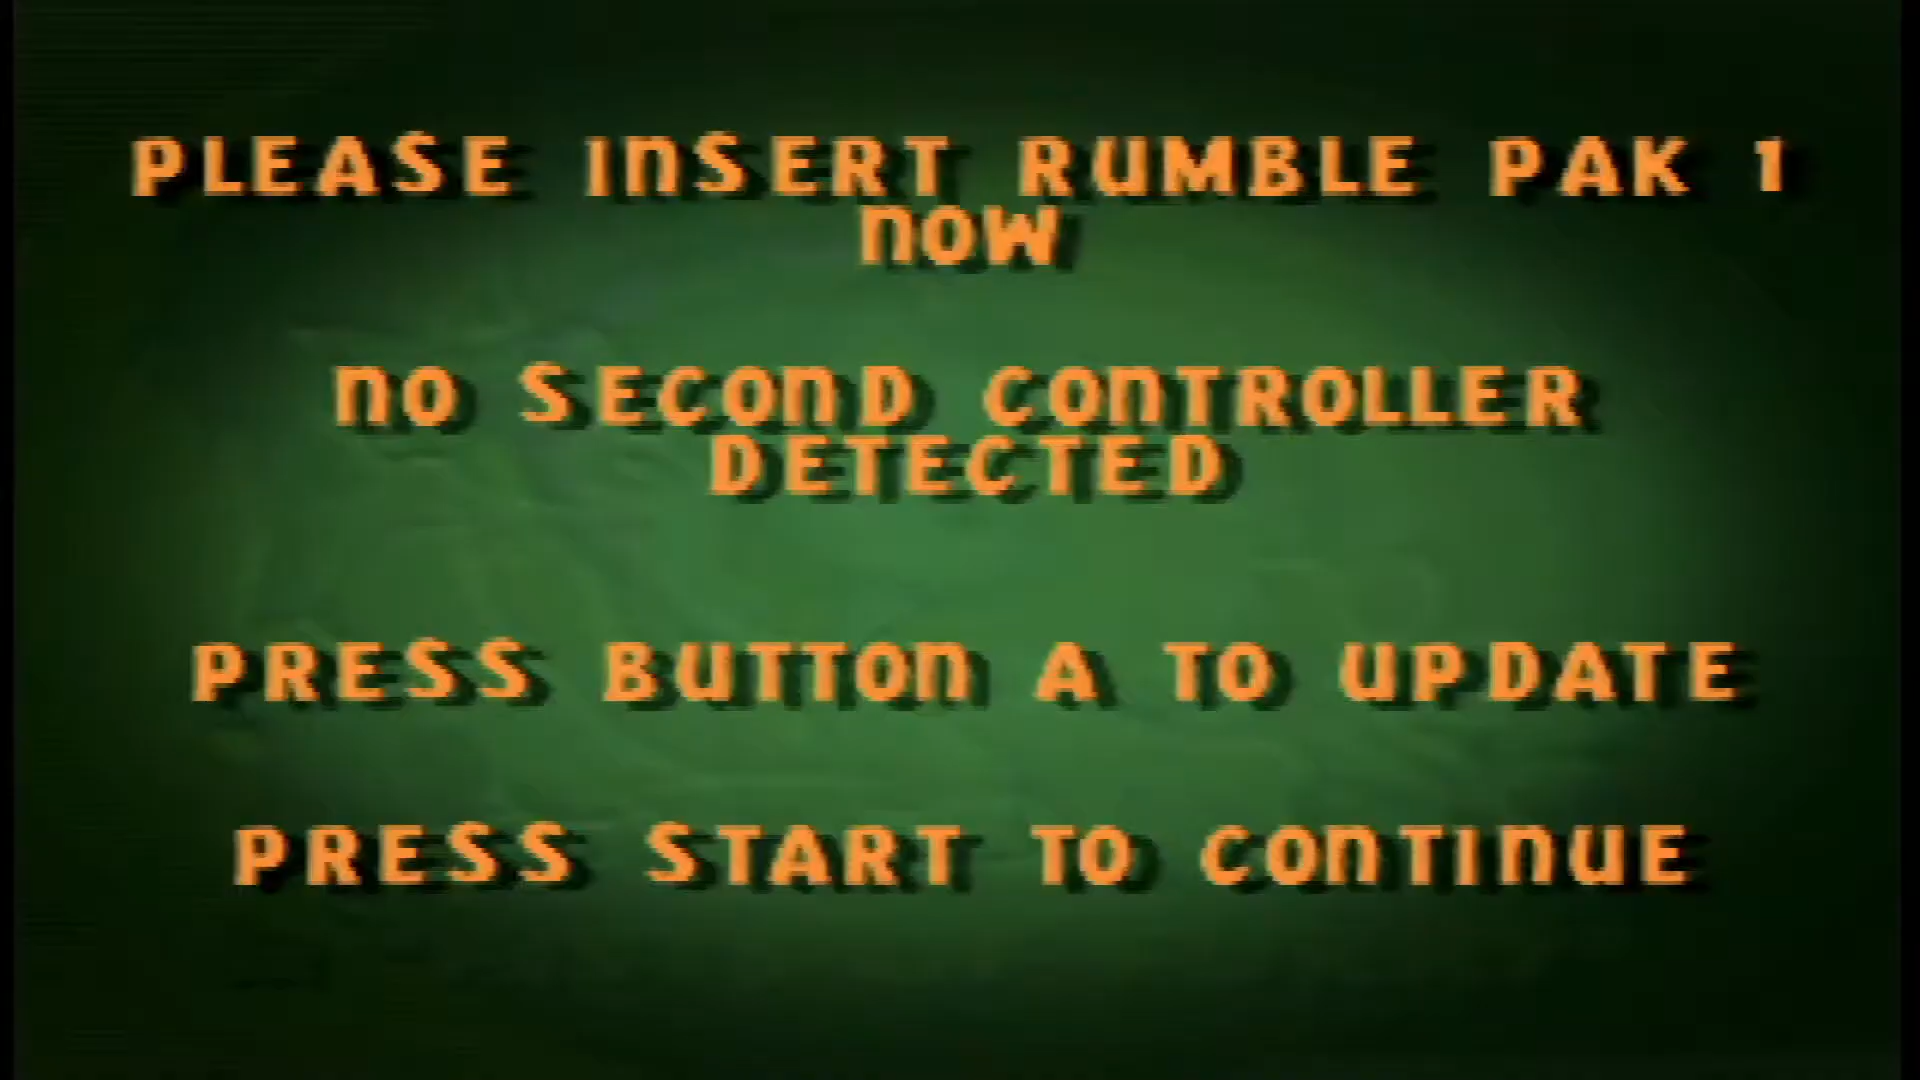 PLEASE INSERT RUMBLE PAK 1
NOW
NO SECOND CONTROLLER
DETECTED
PRESS BUTTON A TO UPDATE
PRESS START TO CONTINUE